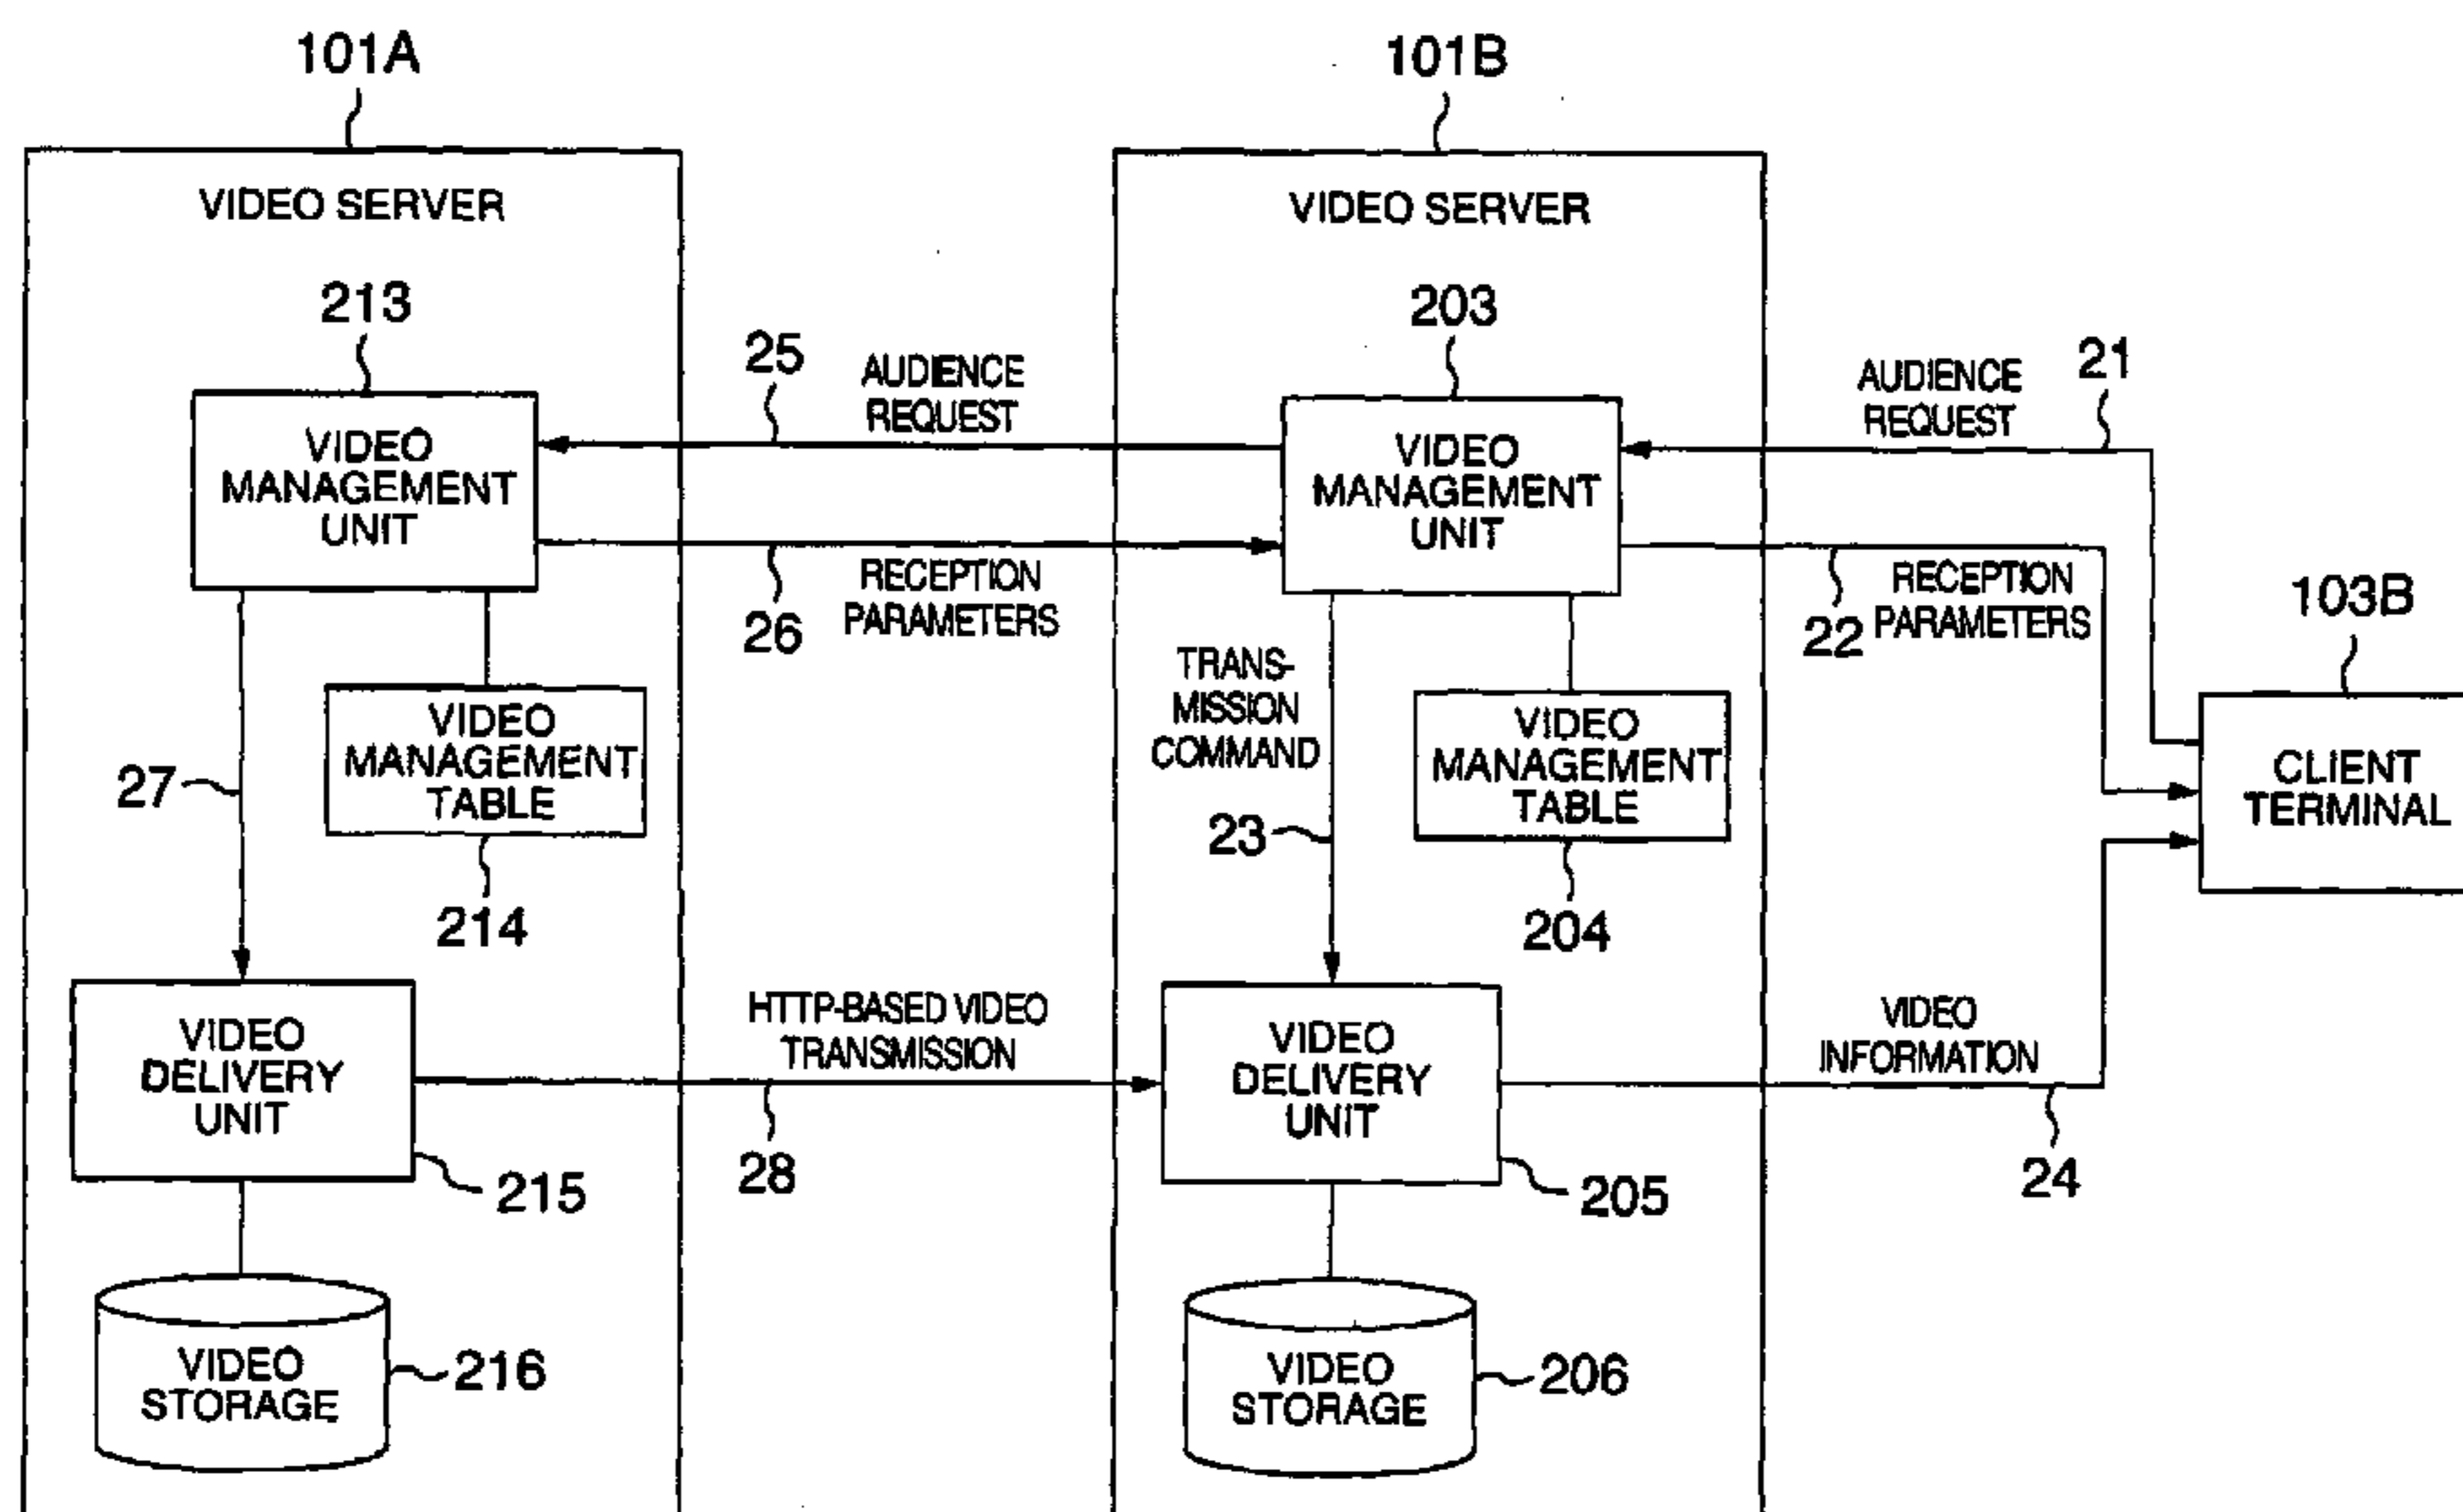 101A
101B
VIDEO SERVER
VIDEO SERVER
213
203
25
AUDIENCE
REQUEST
AUDIENCE
REQUEST
21
VIDEO
MANAGEMENT
UNIT
VIDEO
MANAGEMENT
UNIT
26
RECEPTION
PARAMETERS
22
RECEPTION
PARAMETERS
103B
TRANS-
MISSION
COMMAND
27
VIDEO
MANAGEMENT
TABLE
23
VIDEO
MANAGEMENT
TABLE
CLIENT
TERMINAL
214
204
VIDEO
DELIVERY
UNIT
HTTP-BASED VIDEO
TRANSMISSION
VIDEO
DELIVERY
UNIT
VIDEO
INFORMATION
28
24
215
205
VIDEO
STORAGE
216
VIDEO
STORAGE
206